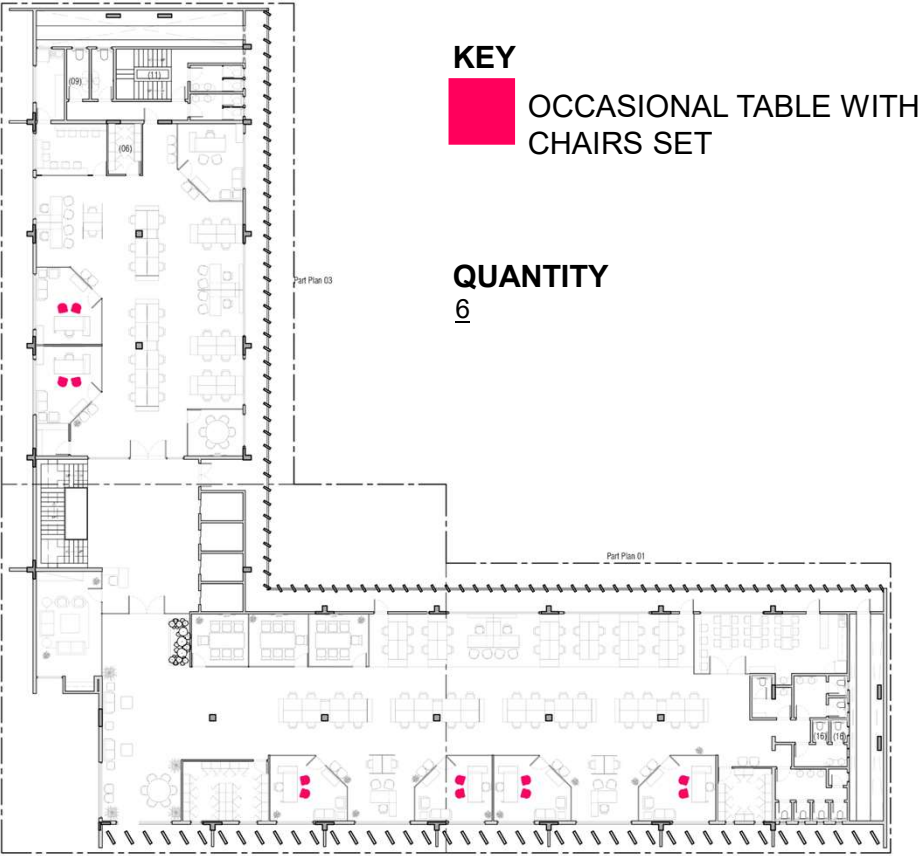 KEY
OCCASIONAL TABLE WITH
CHAIRS SET
QUANTITY
6
(09)
(11)
(06)
Part Plan 03
Part Plan 01
(16)
(16)